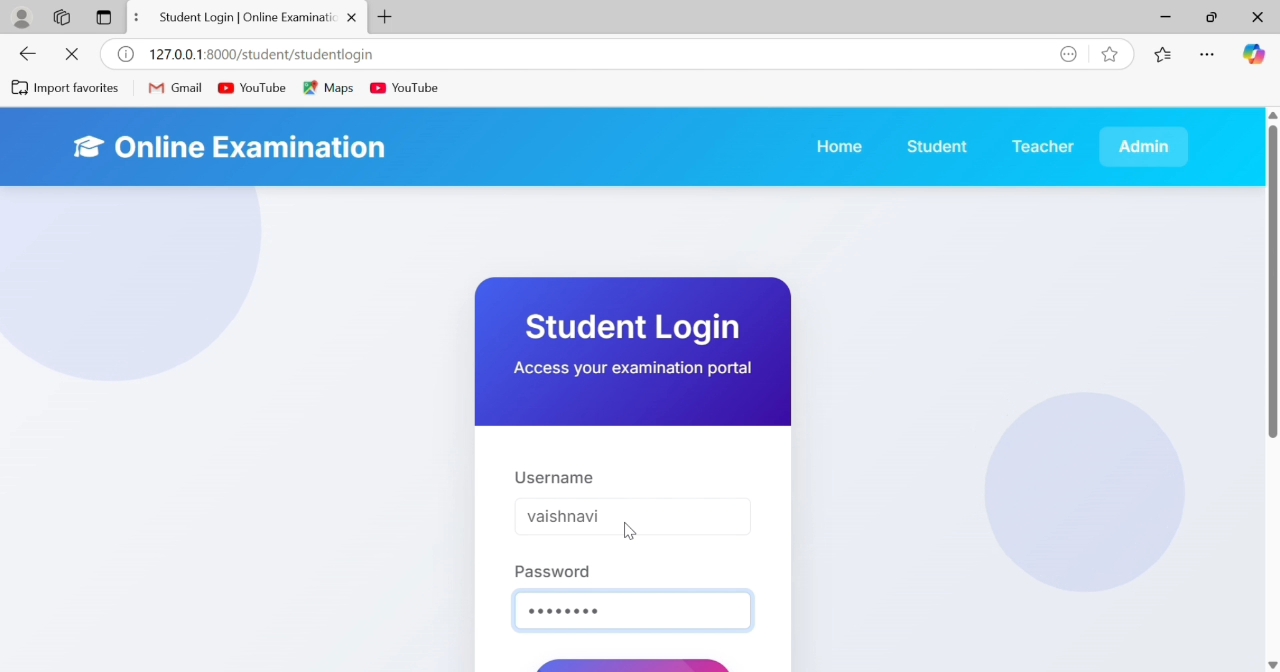 Student Login | Online Examinatio
127.0.0.1:8000/student/studentlogin
Import favorites
Gmail
YouTube
Maps
YouTube
Online Examination
Home
Student
Teacher
Admin
Student Login
Access your examination portal
Username
vaishnavi
Password
••••••••